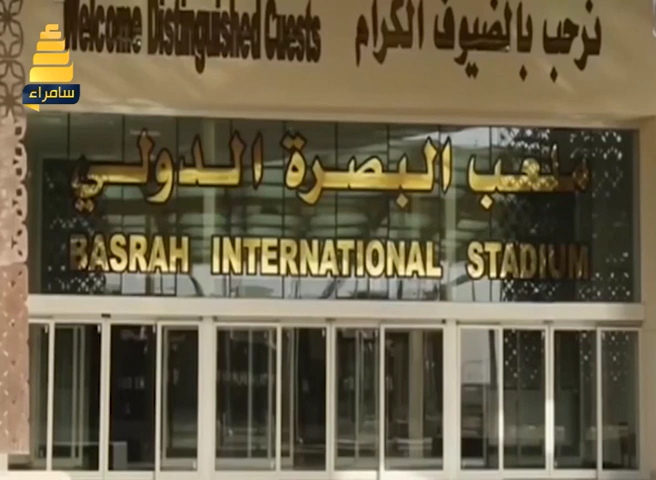 Welcome Distinguished Guests نرحب بالضيوف الكرام
سامراء
ملعب البصرة الدولي
BASRAH INTERNATIONAL STADIUM